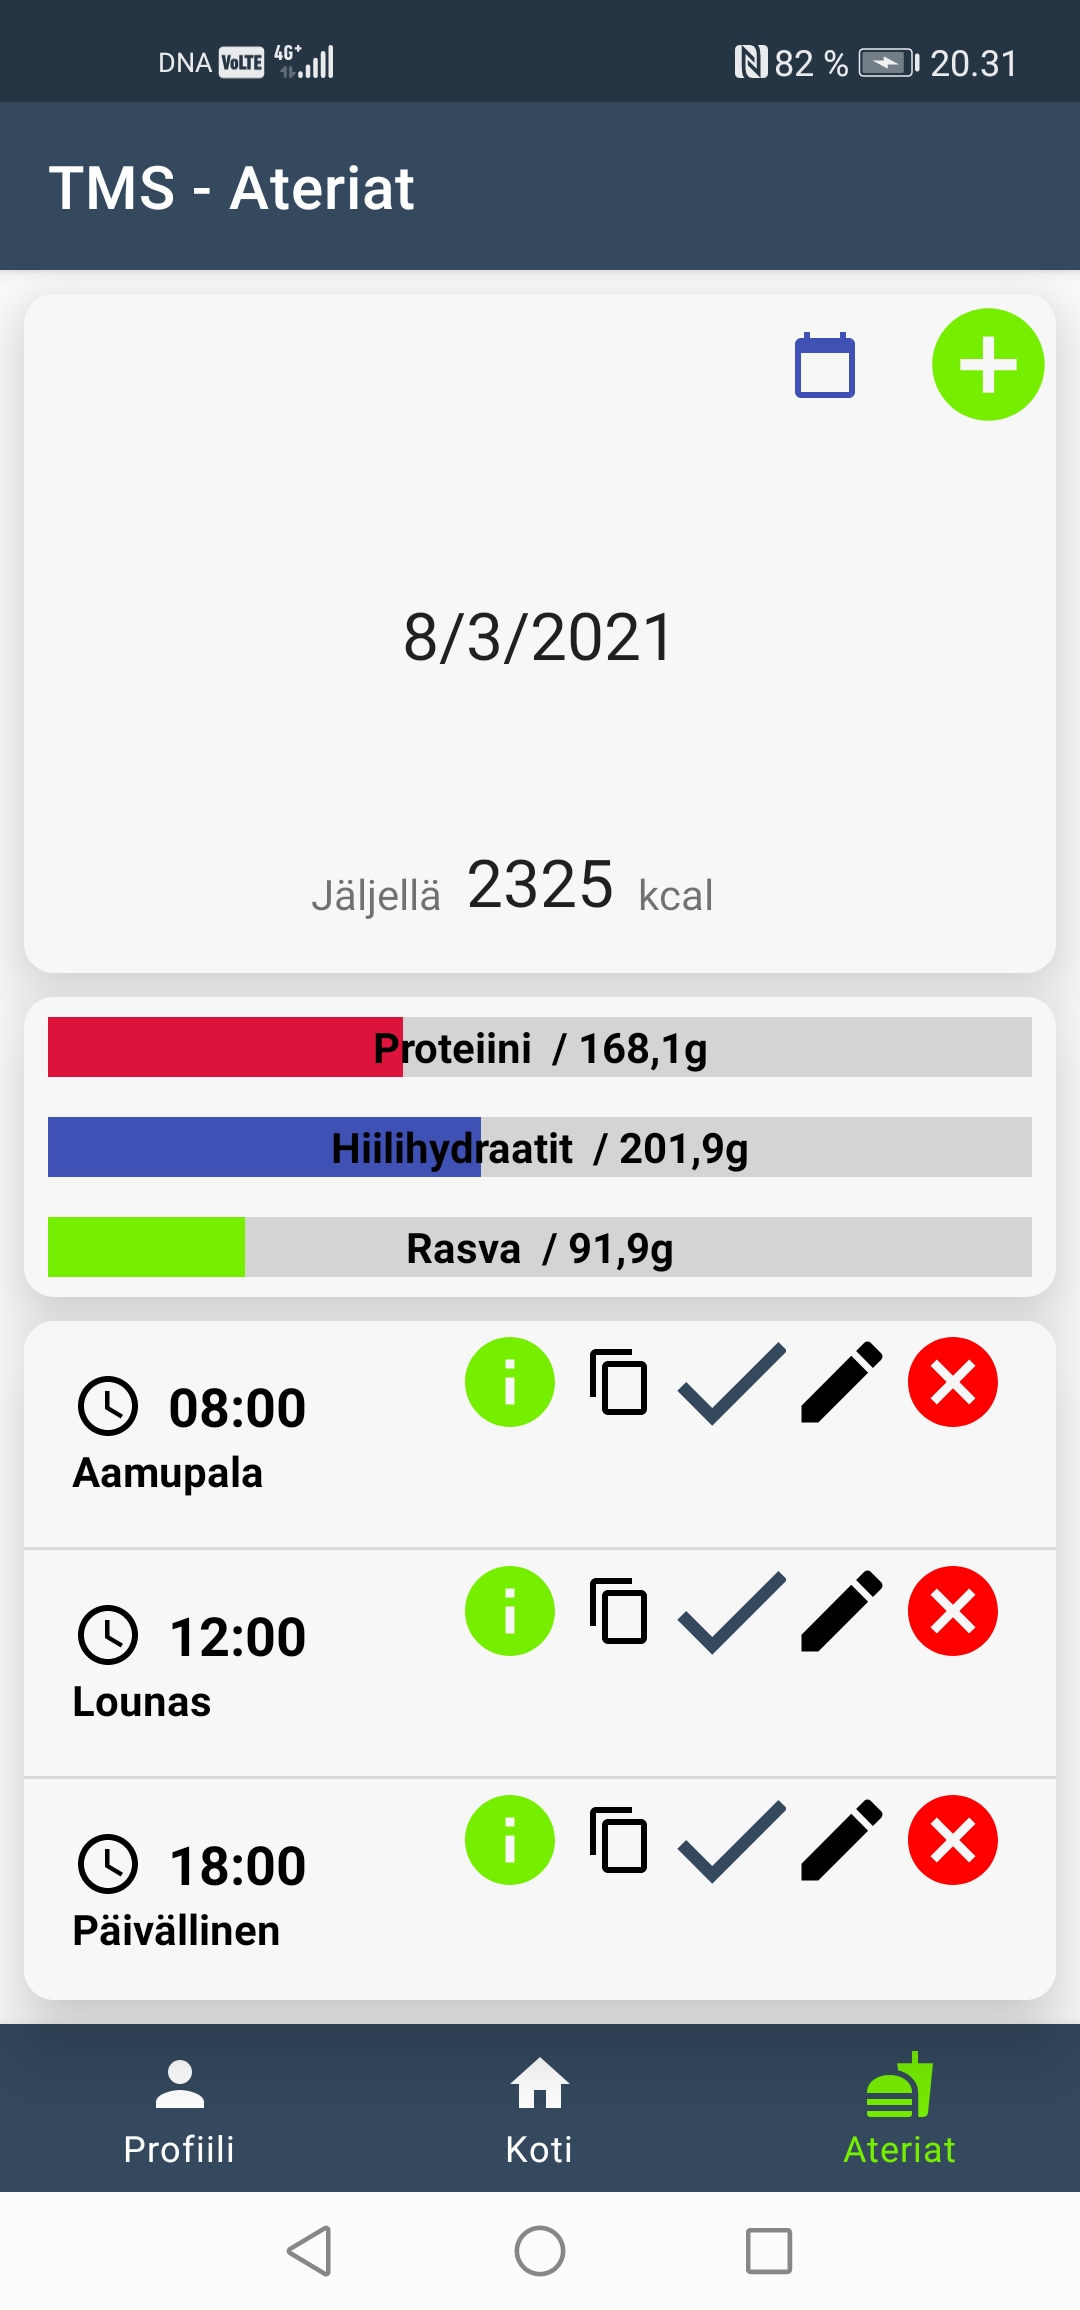 DNA VoLTE 4G+ 82 % 20.31
TMS - Ateriat
8/3/2021
Jäljellä 2325 kcal
Proteiini / 168,1g
Hiilihydraatit / 201,9g
Rasva / 91,9g
08:00
Aamupala
12:00
Lounas
18:00
Päivällinen
Profiili Koti Ateriat